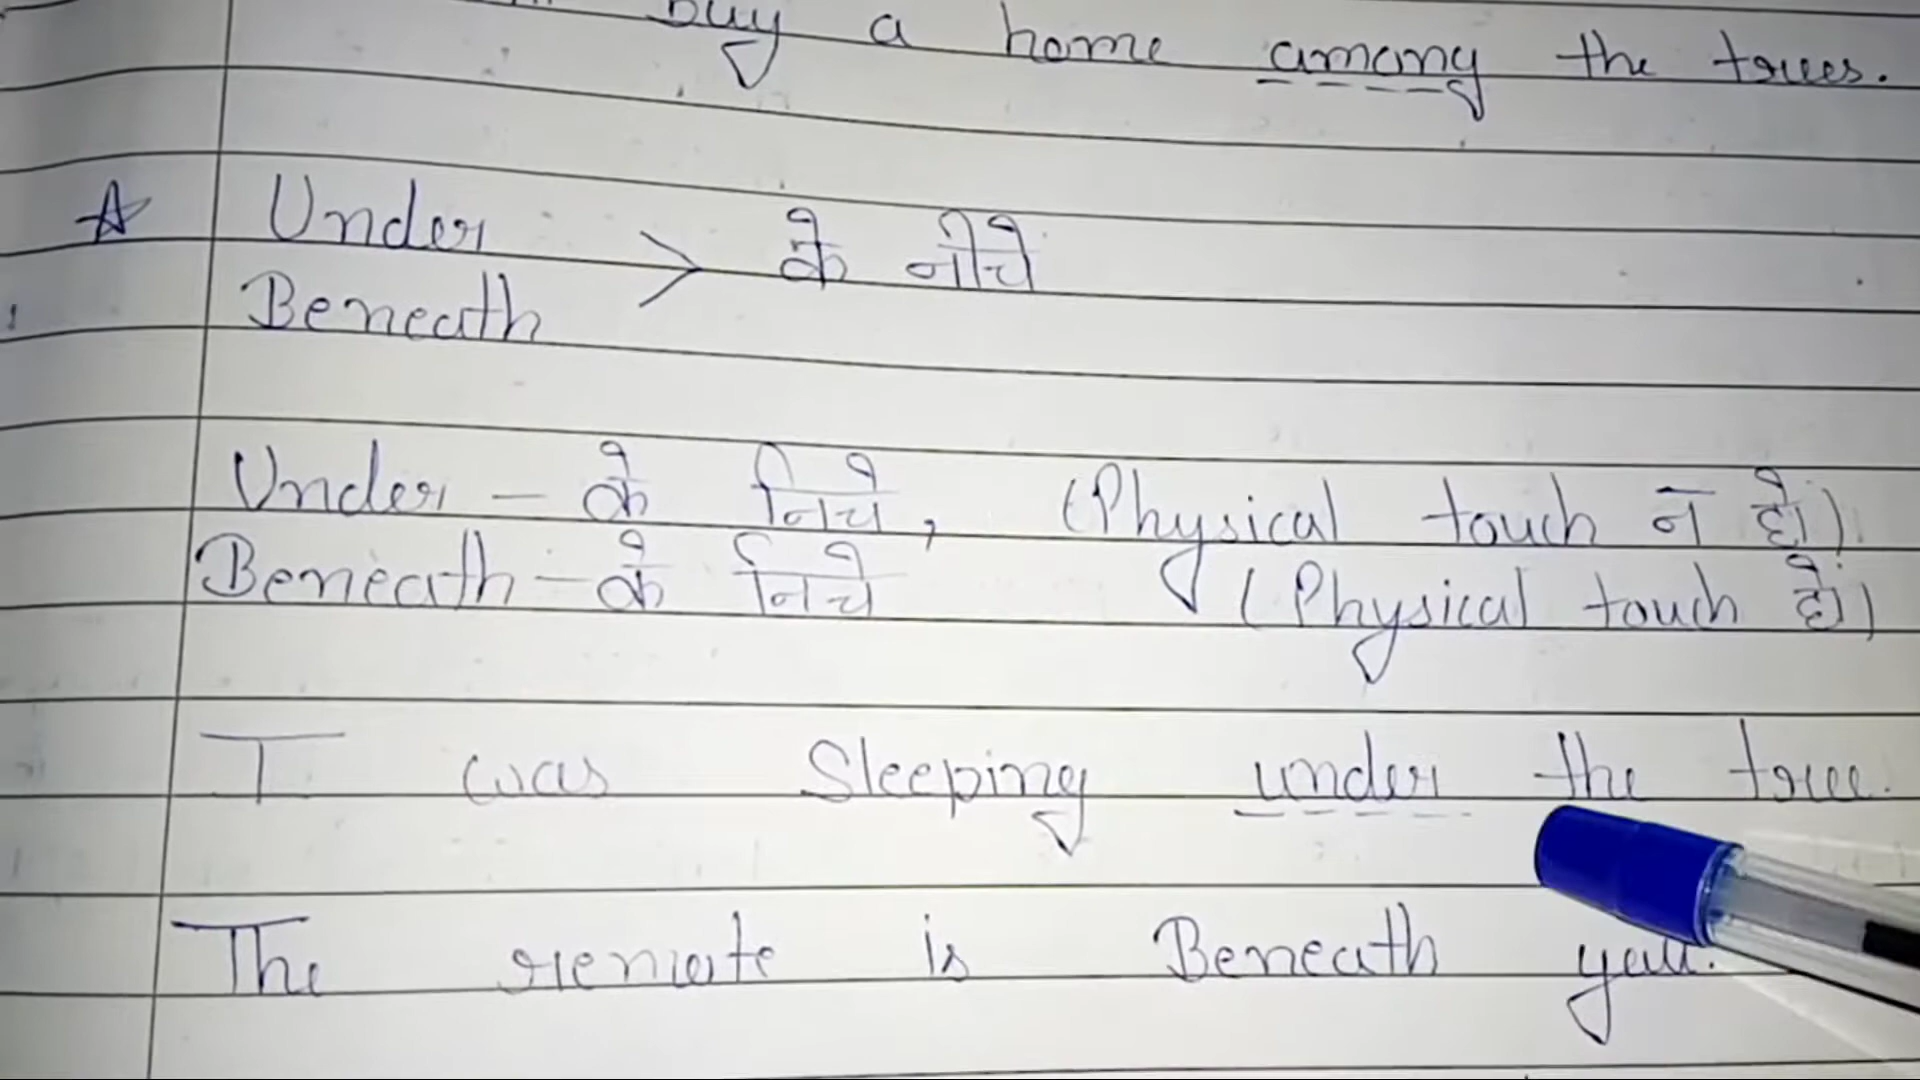 buy a home among the trees.
☆ Under
> के नीचे
Beneath
Under - के निचे, (Physical touch न हो)
Beneath - के निचे (Physical touch हो)
I was Sleeping under the tree.
The remote is Beneath you.